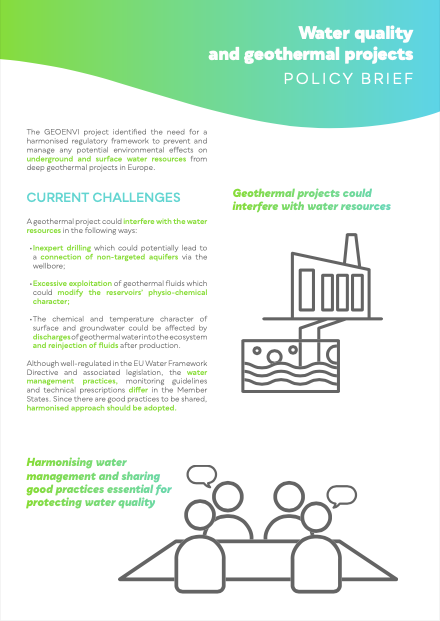 Water quality
and geothermal projects
POLICY BRIEF
The GEOENVI project identified the need for a
harmonised regulatory framework to prevent and
manage any potential environmental effects on
underground and surface water resources from
deep geothermal projects in Europe.
CURRENT CHALLENGES
A geothermal project could interfere with the water
resources in the following ways:
•Inexpert drilling which could potentially lead to
a connection of non-targeted aquifers via the
wellbore;
•Excessive exploitation of geothermal fluids which
could modify the reservoirs' physio-chemical
character;
•The chemical and temperature character of
surface and groundwater could be affected by
discharges of geothermal water into the ecosystem
and reinjection of fluids after production.
Although well-regulated in the EU Water Framework
Directive and associated legislation, the water
management practices, monitoring guidelines
and technical prescriptions differ in the Member
States. Since there are good practices to be shared,
harmonised approach should be adopted.
Geothermal projects could
interfere with water resources
Harmonising water
management and sharing
good practices essential for
protecting water quality